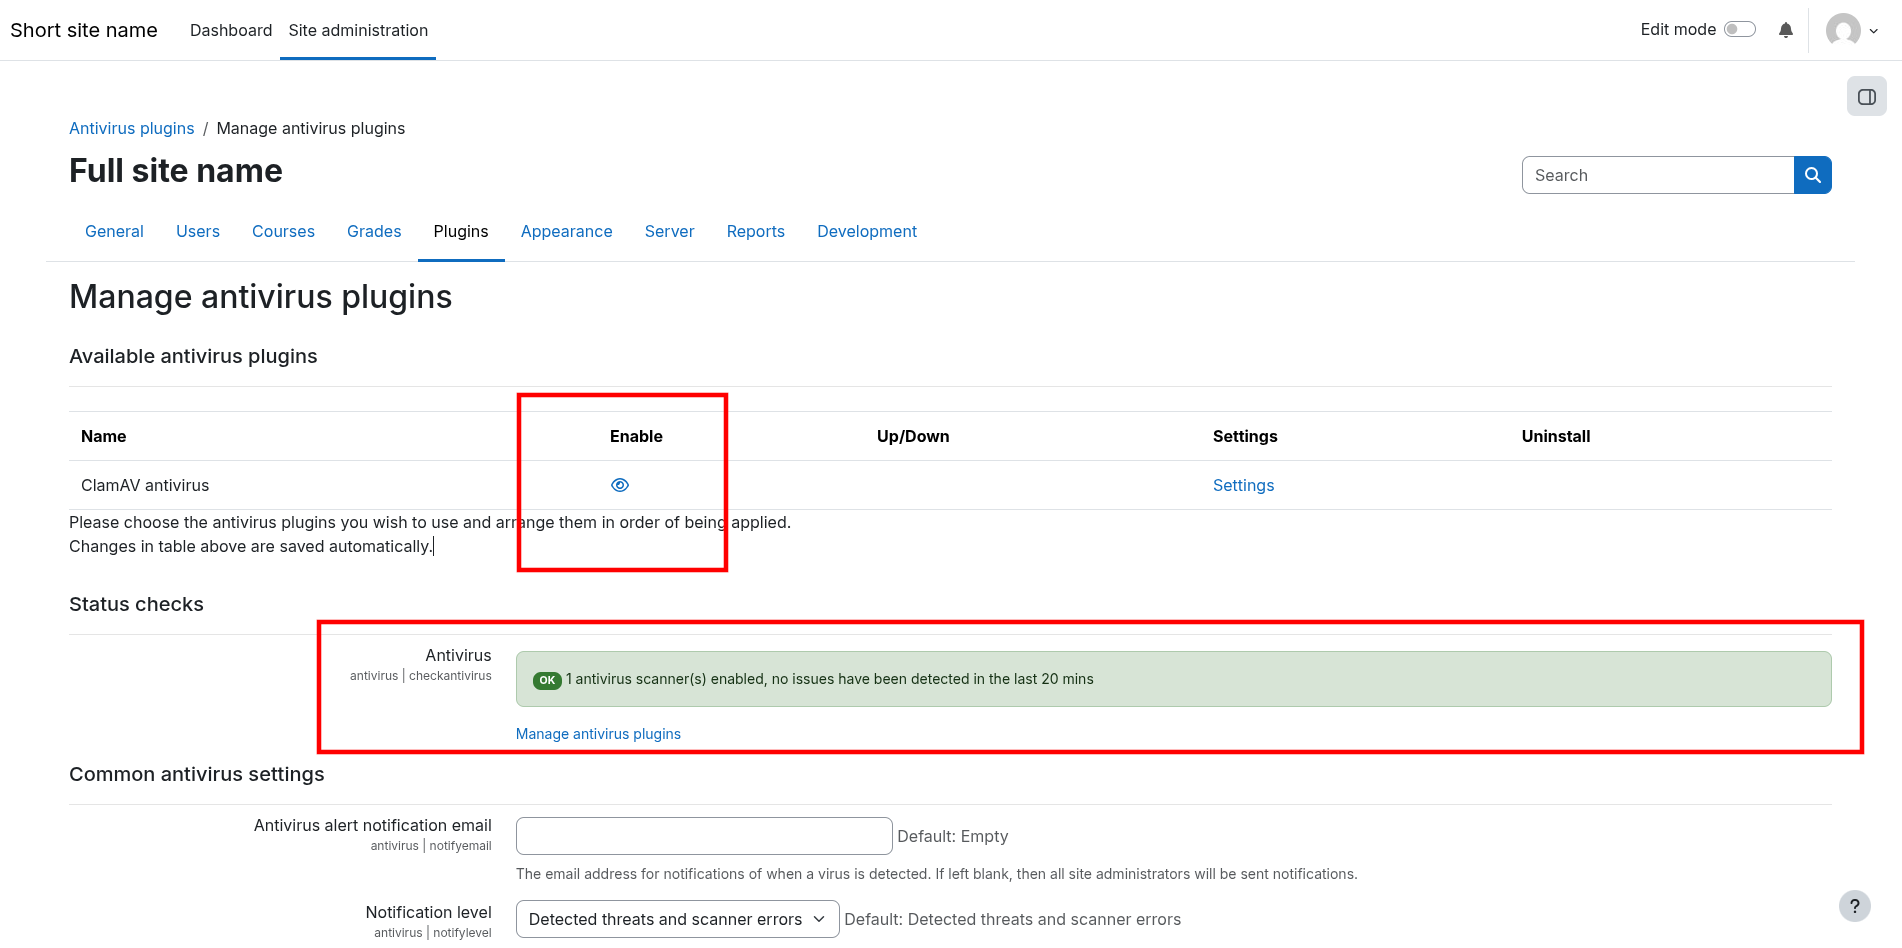 Short site name Dashboard Site administration Edit mode
Antivirus plugins / Manage antivirus plugins
Full site name
Search
General Users Courses Grades Plugins Appearance Server Reports Development
Manage antivirus plugins
Available antivirus plugins
Name Enable Up/Down Settings Uninstall
ClamAV antivirus Settings
Please choose the antivirus plugins you wish to use and arrange them in order of being applied.
Changes in table above are saved automatically.
Status checks
Antivirus
antivirus | checkantivirus
OK 1 antivirus scanner(s) enabled, no issues have been detected in the last 20 mins
Manage antivirus plugins
Common antivirus settings
Antivirus alert notification email
antivirus | notifyemail
Default: Empty
The email address for notifications of when a virus is detected. If left blank, then all site administrators will be sent notifications.
Notification level
antivirus | notifylevel
Detected threats and scanner errors Default: Detected threats and scanner errors
?